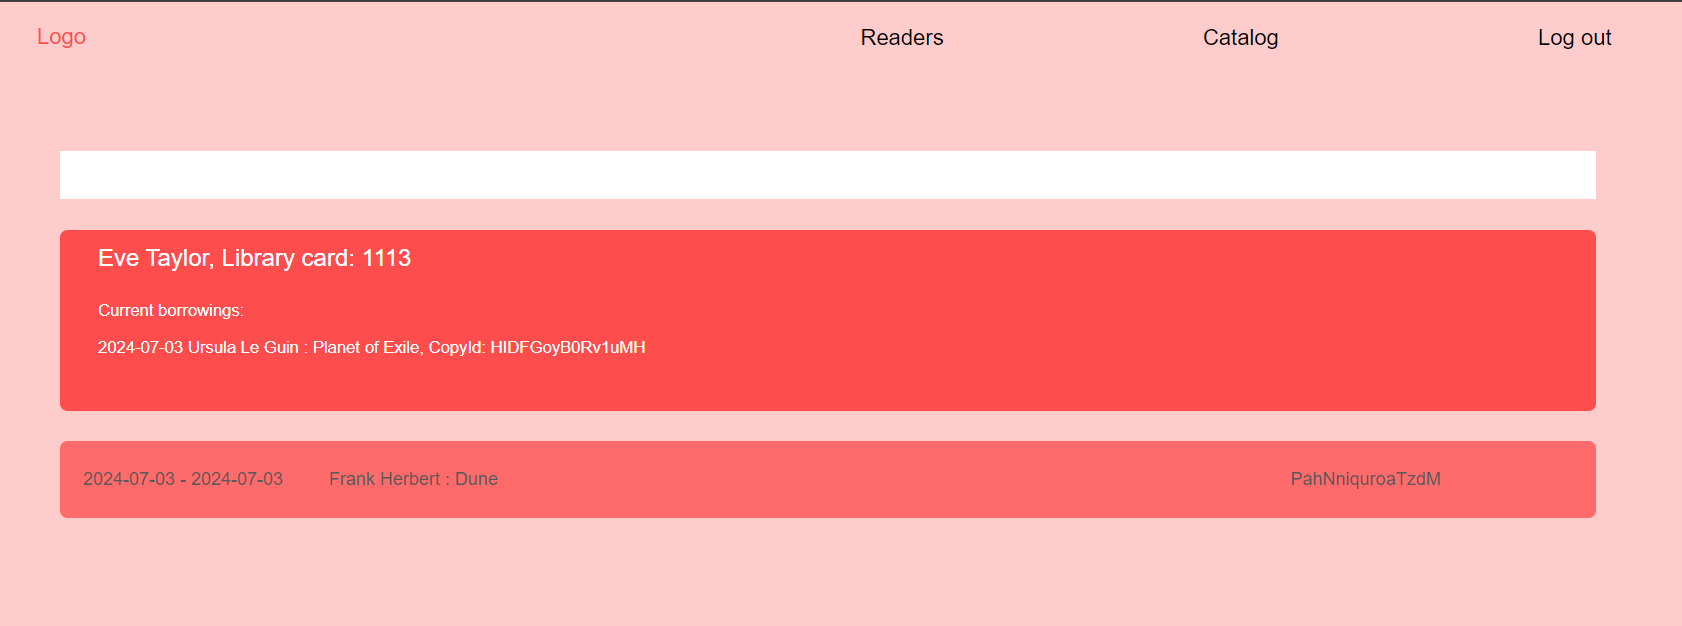 Logo Readers Catalog Log out
Eve Taylor, Library card: 1113
Current borrowings:
2024-07-03 Ursula Le Guin : Planet of Exile, CopyId: HIDFGoyB0Rv1uMH
2024-07-03 - 2024-07-03 Frank Herbert : Dune PahNniquroaTzdM